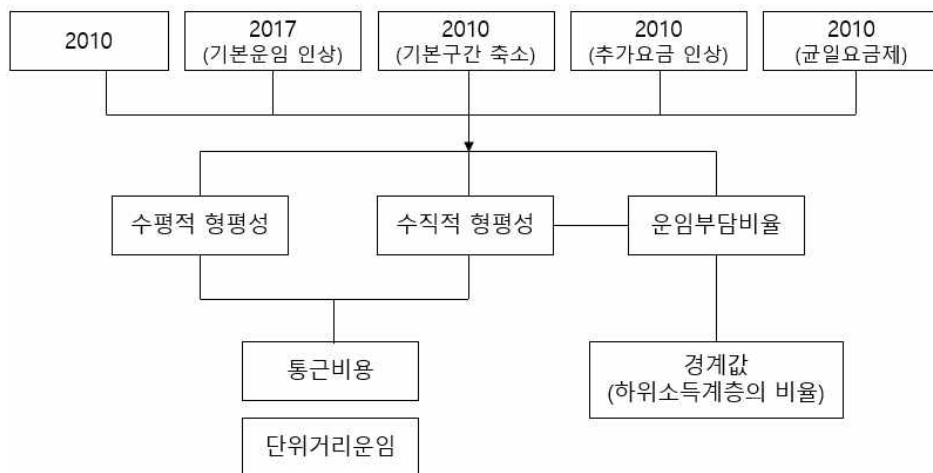 2010
2017
(기본운임 인상)
2010
(기본구간 축소)
2010
(추가요금 인상)
2010
(균일요금제)
수평적 형평성
수직적 형평성
운임부담비율
통근비용
경계값
(하위소득계층의 비율)
단위거리운임